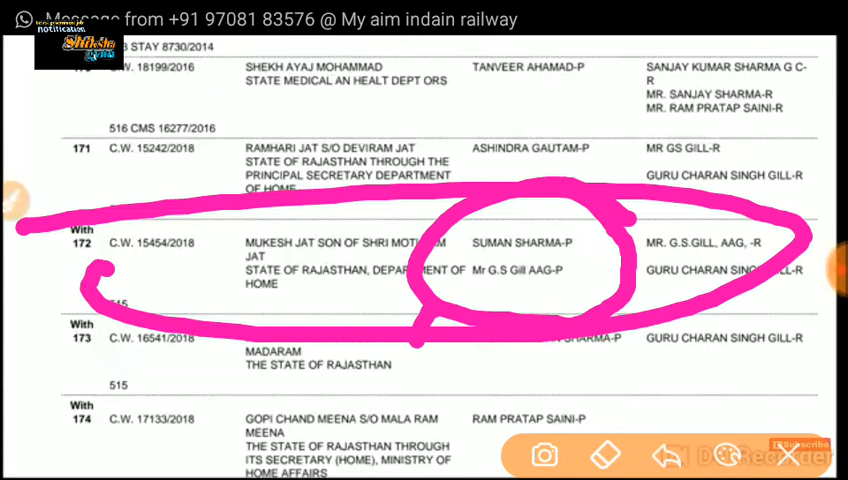 Message from +91 97081 83576 @ My aim indain railway
notification
Shiksha
STAY 8730/2014
C.W. 18199/2016 SHEKH AYAJ MOHAMMAD TANVEER AHAMAD-P SANJAY KUMAR SHARMA G C-
STATE MEDICAL AN HEALT DEPT ORS R
MR. SANJAY SHARMA-R
MR. RAM PRATAP SAINI-R
516 CMS 16277/2016
171 C.W. 15242/2018 RAMHARI JAT S/O DEVIRAM JAT ASHINDRA GAUTAM-P MR GS GILL-R
STATE OF RAJASTHAN THROUGH THE
PRINCIPAL SECRETARY DEPARTMENT GURU CHARAN SINGH GILL-R
OF HOME
With
172 C.W. 15454/2018 MUKESH JAT SON OF SHRI SUMAN SHARMA-P MR. G.S.GILL, AAG, -R
JAT
STATE OF RAJASTHAN, DEPARTMENT OF Mr G.S Gill AAG-P GURU CHARAN SINGH GILL-R
HOME
515
With
173 C.W. 16541/2018 SHARMA-P GURU CHARAN SINGH GILL-R
MADARAM
THE STATE OF RAJASTHAN
515
With
174 C.W. 17133/2018 GOPI CHAND MEENA S/O MALA RAM RAM PRATAP SAINI-P
MEENA
THE STATE OF RAJASTHAN THROUGH
ITS SECRETARY (HOME), MINISTRY OF
HOME AFFAIRS
Subscribe
DU Recorder